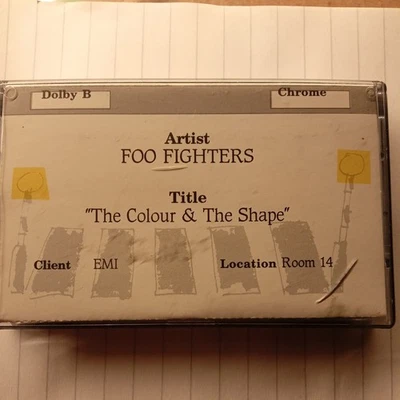 Dolby B Chrome
Artist
FOO FIGHTERS
Title
"The Colour & The Shape"
Client EMI Location Room 14